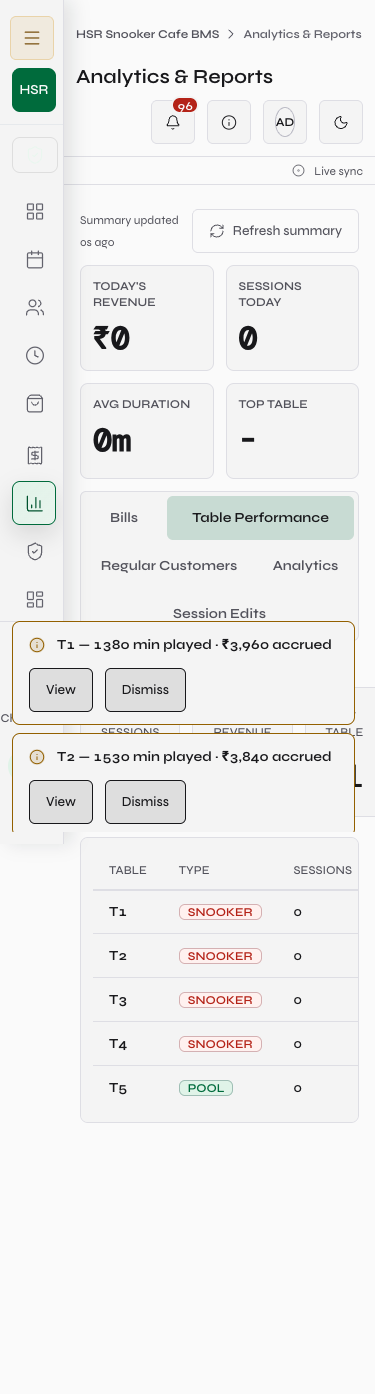 HSR Snooker Cafe BMS > Analytics & Reports
HSR
Analytics & Reports
96
AD
Live sync
Summary updated
0s ago
Refresh summary
TODAY'S
REVENUE
₹0
SESSIONS
TODAY
0
AVG DURATION
0m
TOP TABLE
-
Bills
Table Performance
Regular Customers
Analytics
Session Edits
T1 — 1380 min played · ₹3,960 accrued
View
Dismiss
SESSIONS
REVENUE
TABLE
T2 — 1530 min played · ₹3,840 accrued
View
Dismiss
TABLE TYPE SESSIONS
T1 SNOOKER 0
T2 SNOOKER 0
T3 SNOOKER 0
T4 SNOOKER 0
T5 POOL 0